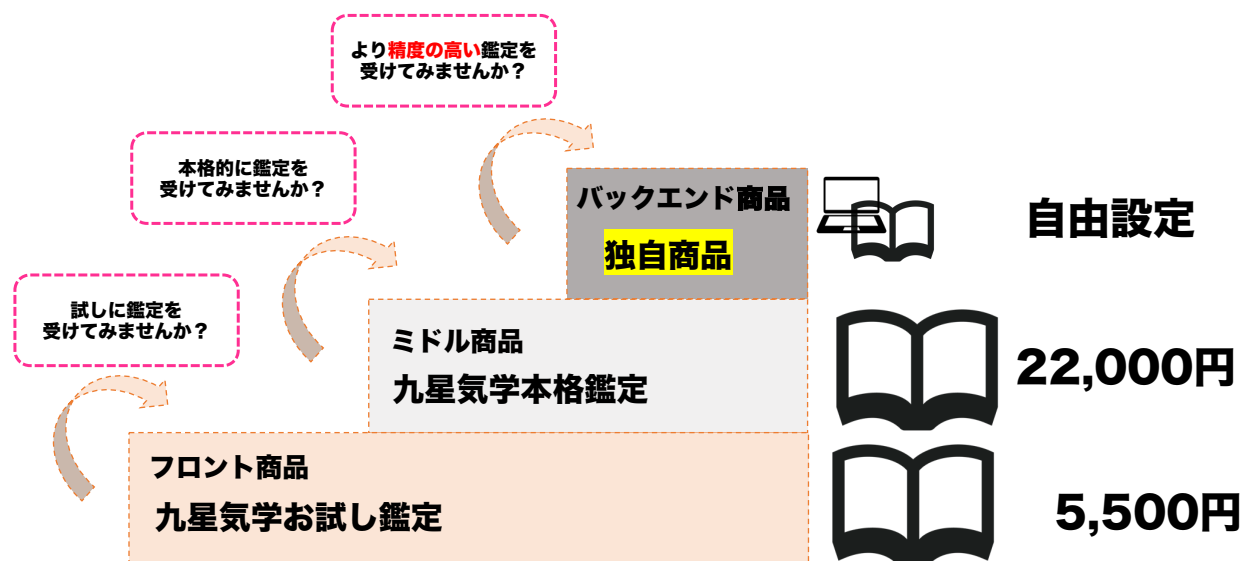 より精度の高い鑑定を
受けてみませんか？
本格的に鑑定を
受けてみませんか？
バックエンド商品
独自商品
自由設定
試しに鑑定を
受けてみませんか？
ミドル商品
九星気学本格鑑定
22,000円
フロント商品
九星気学お試し鑑定
5,500円